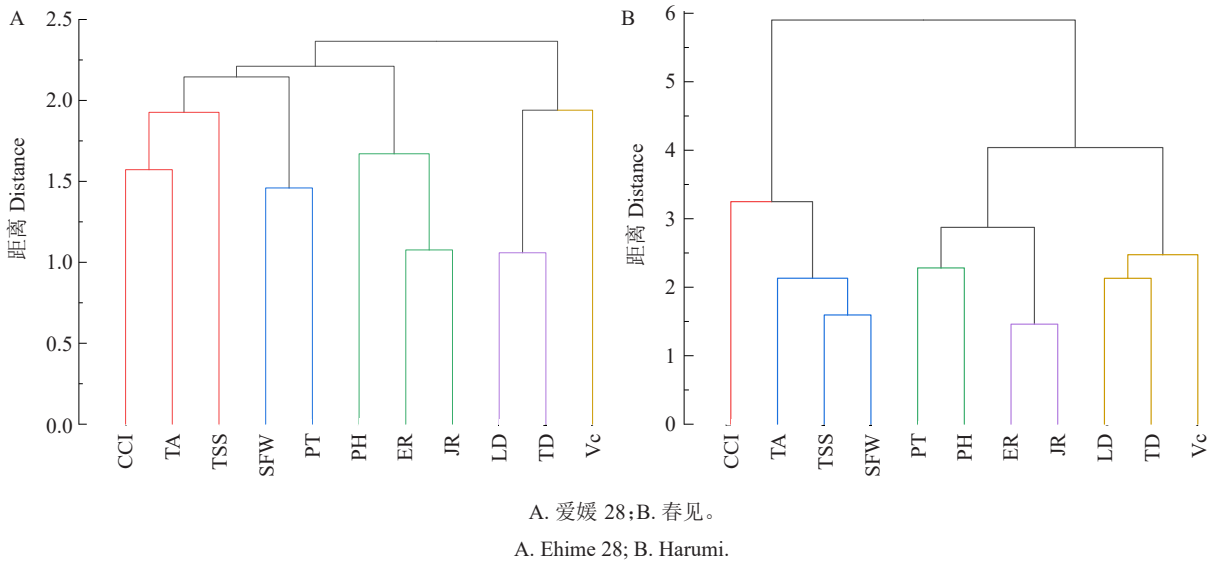 A
距离 Distance
2.5
2.0
1.5
1.0
0.5
0.0
CCI
TA
TSS
SFW
PT
PH
ER
JR
LD
TD
Vc
B
距离 Distance
6
5
4
3
2
1
0
CCI
TA
TSS
SFW
PT
PH
ER
JR
LD
TD
Vc
A. 爱媛 28;B. 春见。
A. Ehime 28; B. Harumi.